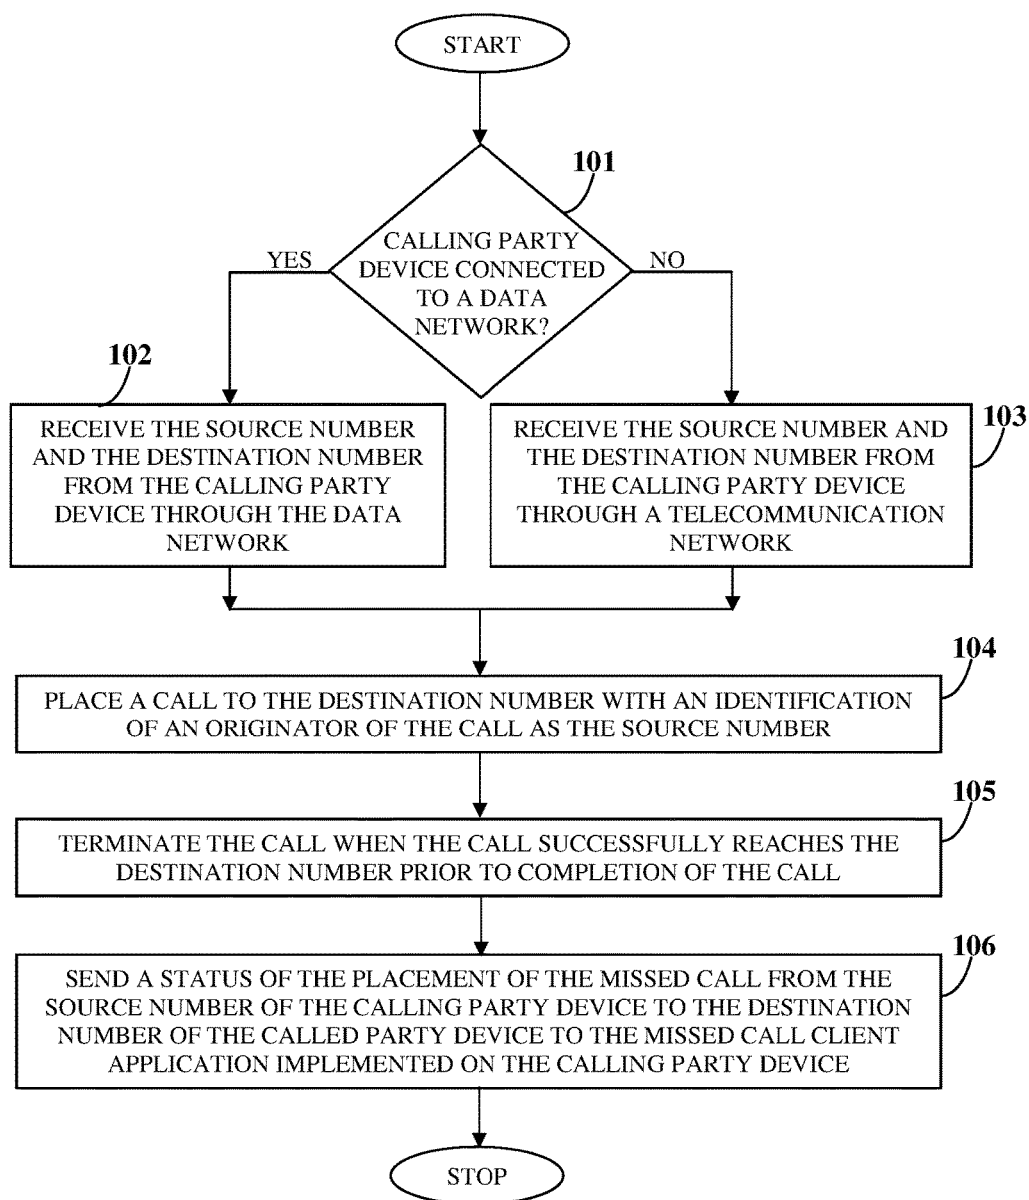 START
101
CALLING PARTY
DEVICE CONNECTED
TO A DATA
NETWORK?
YES
NO
102
RECEIVE THE SOURCE NUMBER
AND THE DESTINATION NUMBER
FROM THE CALLING PARTY
DEVICE THROUGH THE DATA
NETWORK
103
RECEIVE THE SOURCE NUMBER AND
THE DESTINATION NUMBER FROM
THE CALLING PARTY DEVICE
THROUGH A TELECOMMUNICATION
NETWORK
104
PLACE A CALL TO THE DESTINATION NUMBER WITH AN IDENTIFICATION
OF AN ORIGINATOR OF THE CALL AS THE SOURCE NUMBER
105
TERMINATE THE CALL WHEN THE CALL SUCCESSFULLY REACHES THE
DESTINATION NUMBER PRIOR TO COMPLETION OF THE CALL
106
SEND A STATUS OF THE PLACEMENT OF THE MISSED CALL FROM THE
SOURCE NUMBER OF THE CALLING PARTY DEVICE TO THE DESTINATION
NUMBER OF THE CALLED PARTY DEVICE TO THE MISSED CALL CLIENT
APPLICATION IMPLEMENTED ON THE CALLING PARTY DEVICE
STOP